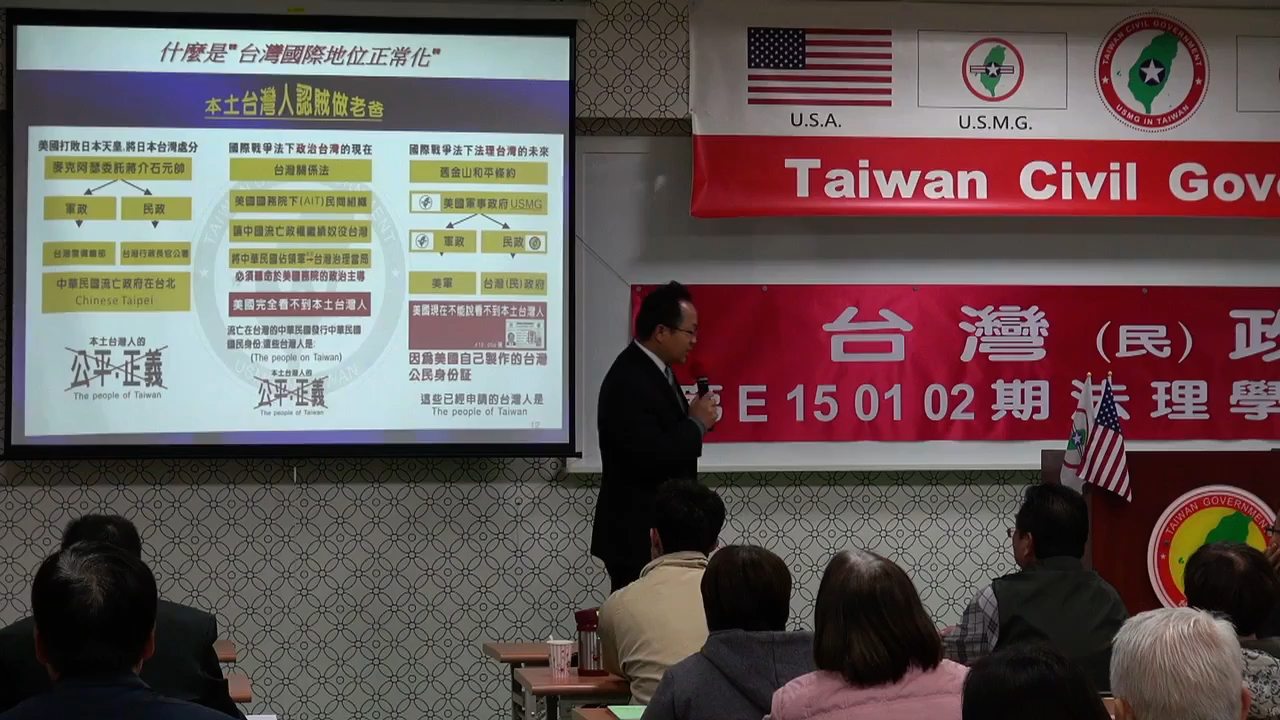 什麼是"台灣國際地位正常化"
本土台灣人認賊做老爸
美國打敗日本天皇.將日本台灣處分
麥克阿瑟委託蔣介石元帥
軍政
民政
台灣警備總部
台灣行政長官公署
中華民國流亡政府在台北
Chinese Taipei
本土台灣人的
公平.正義
The people of Taiwan
國際戰爭法下政治台灣的現在
台灣關係法
美國國務院下(AIT)民間組織
讓中國流亡政權繼續奴役台灣
將中華民國佔領軍─台灣治理當局
必須聽命於美國務院的政治主導
美國完全看不到本土台灣人
流亡在台灣的中華民國發行中華民國
國民身份.這些台灣人是:
(The people on Taiwan)
本土台灣人的
公平.正義
The people of Taiwan
國際戰爭法下法理台灣的未來
舊金山和平條約
美國軍事政府USMG
軍政
民政
美軍
台灣(民)政府
美國現在不能說看不到本土台灣人
因為美國自己製作的台灣
公民身份証
這些已經申請的台灣人是
The people of Taiwan
12
U.S.A.
U.S.M.G.
TAIWAN CIVIL GOVERNMENT
USMG IN TAIWAN
Taiwan Civil Gov
台灣(民)政
E 15 01 02 期法理學
TAIWAN GOVERNMENT